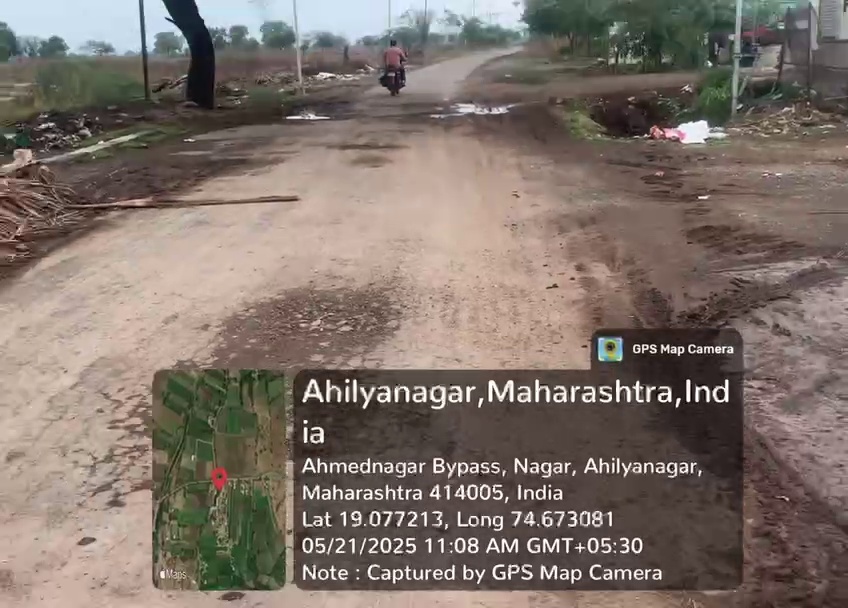 GPS Map Camera
Ahilyanagar,Maharashtra,Ind
ia
Ahmednagar Bypass, Nagar, Ahilyanagar,
Maharashtra 414005, India
Lat 19.077213, Long 74.673081
05/21/2025 11:08 AM GMT+05:30
Note : Captured by GPS Map Camera
Maps